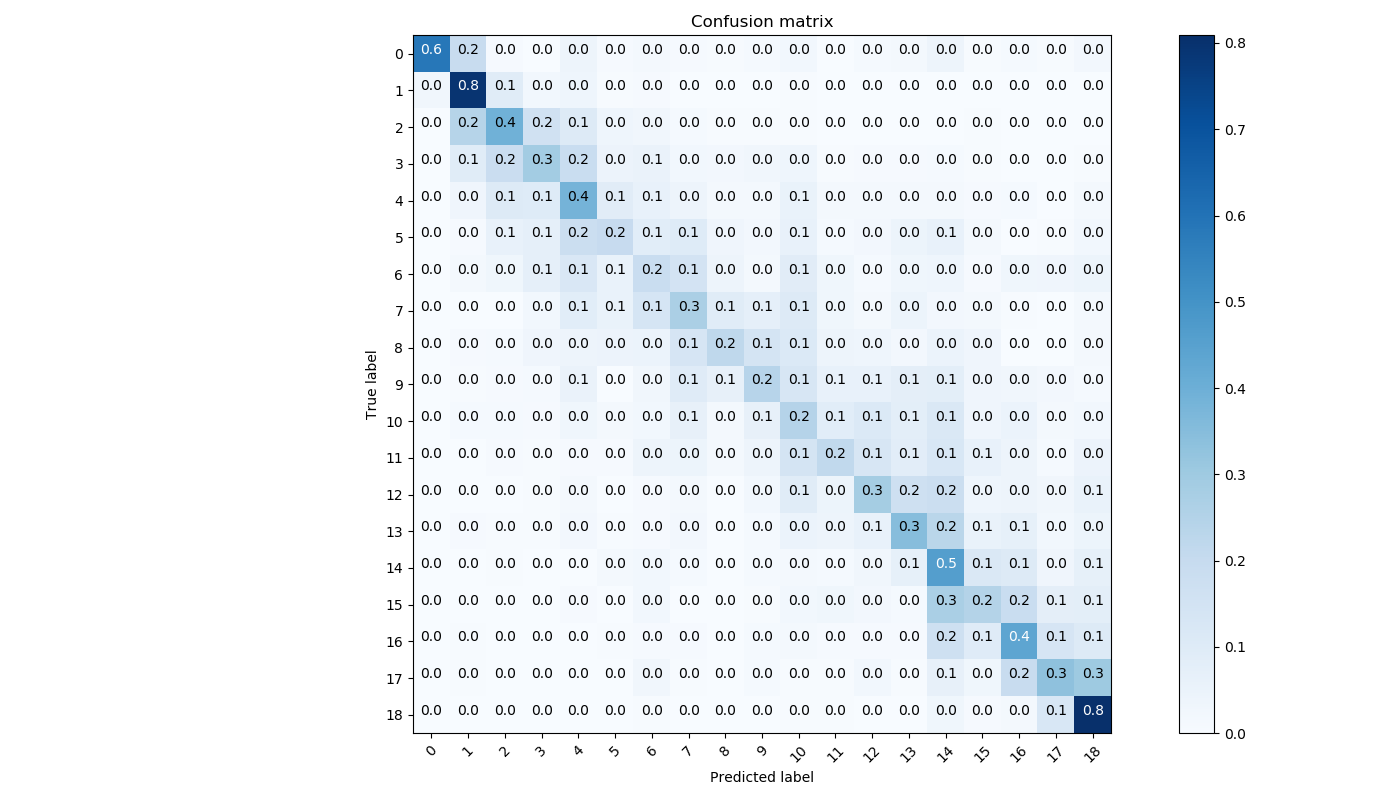 Confusion matrix
0 0.6 0.2 0.0 0.0 0.0 0.0 0.0 0.0 0.0 0.0 0.0 0.0 0.0 0.0 0.0 0.0 0.0 0.0 0.0
1 0.0 0.8 0.1 0.0 0.0 0.0 0.0 0.0 0.0 0.0 0.0 0.0 0.0 0.0 0.0 0.0 0.0 0.0 0.0
2 0.0 0.2 0.4 0.2 0.1 0.0 0.0 0.0 0.0 0.0 0.0 0.0 0.0 0.0 0.0 0.0 0.0 0.0 0.0
3 0.0 0.1 0.2 0.3 0.2 0.0 0.1 0.0 0.0 0.0 0.0 0.0 0.0 0.0 0.0 0.0 0.0 0.0 0.0
4 0.0 0.0 0.1 0.1 0.4 0.1 0.1 0.0 0.0 0.0 0.1 0.0 0.0 0.0 0.0 0.0 0.0 0.0 0.0
5 0.0 0.0 0.1 0.1 0.2 0.2 0.1 0.1 0.0 0.0 0.1 0.0 0.0 0.0 0.1 0.0 0.0 0.0 0.0
6 0.0 0.0 0.0 0.1 0.1 0.1 0.2 0.1 0.0 0.0 0.1 0.0 0.0 0.0 0.0 0.0 0.0 0.0 0.0
7 0.0 0.0 0.0 0.0 0.1 0.1 0.1 0.3 0.1 0.1 0.1 0.0 0.0 0.0 0.0 0.0 0.0 0.0 0.0
8 0.0 0.0 0.0 0.0 0.0 0.0 0.0 0.1 0.2 0.1 0.1 0.0 0.0 0.0 0.0 0.0 0.0 0.0 0.0
9 0.0 0.0 0.0 0.0 0.1 0.0 0.0 0.1 0.1 0.2 0.1 0.1 0.1 0.1 0.1 0.0 0.0 0.0 0.0
10 0.0 0.0 0.0 0.0 0.0 0.0 0.0 0.1 0.0 0.1 0.2 0.1 0.1 0.1 0.1 0.0 0.0 0.0 0.0
11 0.0 0.0 0.0 0.0 0.0 0.0 0.0 0.0 0.0 0.0 0.1 0.2 0.1 0.1 0.1 0.1 0.0 0.0 0.0
12 0.0 0.0 0.0 0.0 0.0 0.0 0.0 0.0 0.0 0.0 0.1 0.0 0.3 0.2 0.2 0.0 0.0 0.0 0.1
13 0.0 0.0 0.0 0.0 0.0 0.0 0.0 0.0 0.0 0.0 0.0 0.0 0.1 0.3 0.2 0.1 0.1 0.0 0.0
14 0.0 0.0 0.0 0.0 0.0 0.0 0.0 0.0 0.0 0.0 0.0 0.0 0.0 0.1 0.5 0.1 0.1 0.0 0.1
15 0.0 0.0 0.0 0.0 0.0 0.0 0.0 0.0 0.0 0.0 0.0 0.0 0.0 0.0 0.3 0.2 0.2 0.1 0.1
16 0.0 0.0 0.0 0.0 0.0 0.0 0.0 0.0 0.0 0.0 0.0 0.0 0.0 0.0 0.2 0.1 0.4 0.1 0.1
17 0.0 0.0 0.0 0.0 0.0 0.0 0.0 0.0 0.0 0.0 0.0 0.0 0.0 0.0 0.1 0.0 0.2 0.3 0.3
18 0.0 0.0 0.0 0.0 0.0 0.0 0.0 0.0 0.0 0.0 0.0 0.0 0.0 0.0 0.0 0.0 0.0 0.1 0.8
0 1 2 3 4 5 6 7 8 9 10 11 12 13 14 15 16 17 18
Predicted label
True label
0.8
0.7
0.6
0.5
0.4
0.3
0.2
0.1
0.0